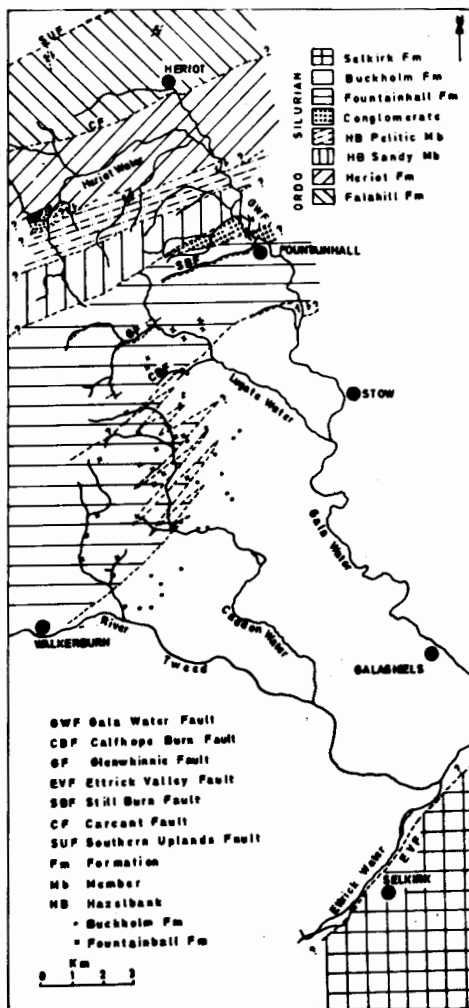 SUF
N
HERIOT
SILURIAN
ORDO
Selkirk Fm
Buckholm Fm
Fountainhall Fm
Conglomerate
HB Pelitic Mb
HB Sandy Mb
Heriot Fm
Falahill Fm
CF
?
Heriot Water
GWF
FOUNTAINHALL
SBF
GF
CBF
Lugate Water
STOW
Gala Water
Caddon Water
WALKERBURN
River
Tweed
GALASHIELS
GWF Gala Water Fault
CBF Calfhope Burn Fault
GF Glenwhinnie Fault
EVF Ettrick Valley Fault
SBF Still Burn Fault
CF Carcant Fault
SUF Southern Uplands Fault
Fm Formation
Mb Member
HB Hazelbank
Buckholm Fm
Fountainhall Fm
Km
0 1 2 3
EVF
SELKIRK